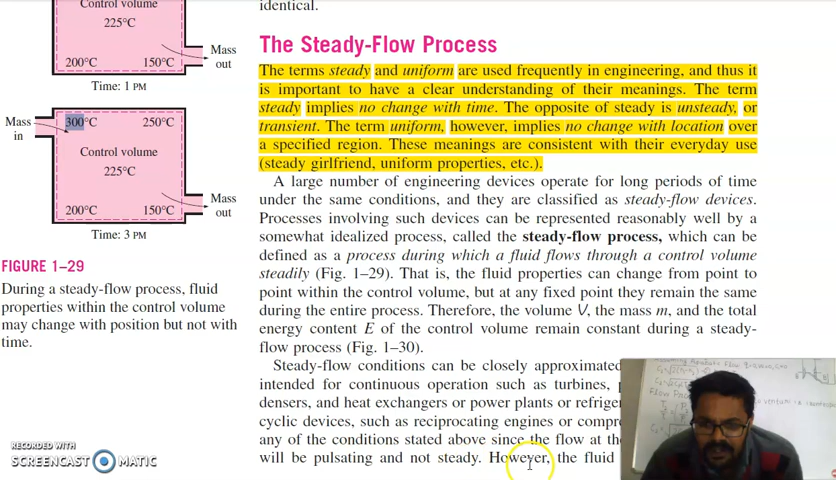 Control volume
225°C
200°C 150°C
Mass
out
Time: 1 PM
Mass
in
300°C 250°C
Control volume
225°C
200°C 150°C
Mass
out
Time: 3 PM
FIGURE 1–29
During a steady-flow process, fluid
properties within the control volume
may change with position but not with
time.
identical.
The Steady-Flow Process
The terms steady and uniform are used frequently in engineering, and thus it
is important to have a clear understanding of their meanings. The term
steady implies no change with time. The opposite of steady is unsteady, or
transient. The term uniform, however, implies no change with location over
a specified region. These meanings are consistent with their everyday use
(steady girlfriend, uniform properties, etc.).
A large number of engineering devices operate for long periods of time
under the same conditions, and they are classified as steady-flow devices.
Processes involving such devices can be represented reasonably well by a
somewhat idealized process, called the steady-flow process, which can be
defined as a process during which a fluid flows through a control volume
steadily (Fig. 1–29). That is, the fluid properties can change from point to
point within the control volume, but at any fixed point they remain the same
during the entire process. Therefore, the volume V, the mass m, and the total
energy content E of the control volume remain constant during a steady-
flow process (Fig. 1–30).
Steady-flow conditions can be closely approximated
intended for continuous operation such as turbines,
densers, and heat exchangers or power plants or
cyclic devices, such as reciprocating engines or
any of the conditions stated above since the flow at the
will be pulsating and not steady. However, the fluid
RECORDED WITH
SCREENCAST MATIC